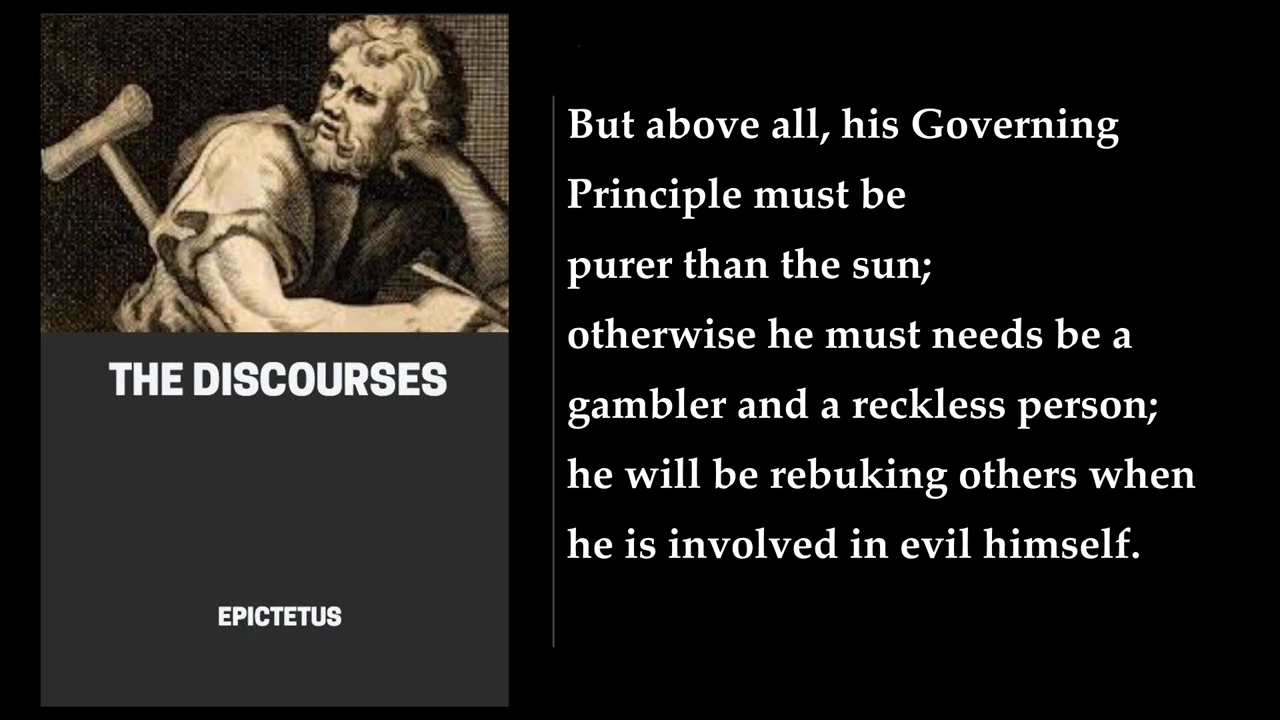 THE DISCOURSES
EPICTETUS
But above all, his Governing
Principle must be
purer than the sun;
otherwise he must needs be a
gambler and a reckless person;
he will be rebuking others when
he is involved in evil himself.